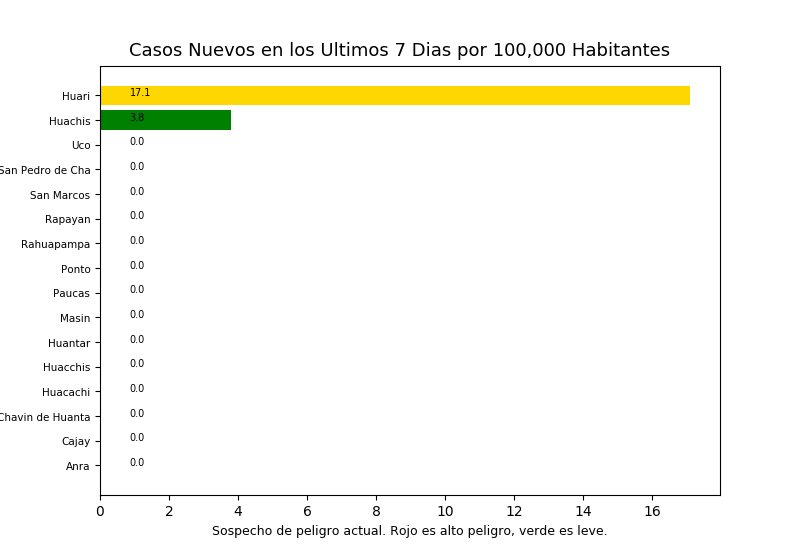 Casos Nuevos en los Ultimos 7 Dias por 100,000 Habitantes
Huari 17.1
Huachis 3.8
Uco 0.0
San Pedro de Cha 0.0
San Marcos 0.0
Rapayan 0.0
Rahuapampa 0.0
Ponto 0.0
Paucas 0.0
Masin 0.0
Huantar 0.0
Huacchis 0.0
Huacachi 0.0
Chavin de Huanta 0.0
Cajay 0.0
Anra 0.0
0 2 4 6 8 10 12 14 16
Sospecho de peligro actual. Rojo es alto peligro, verde es leve.